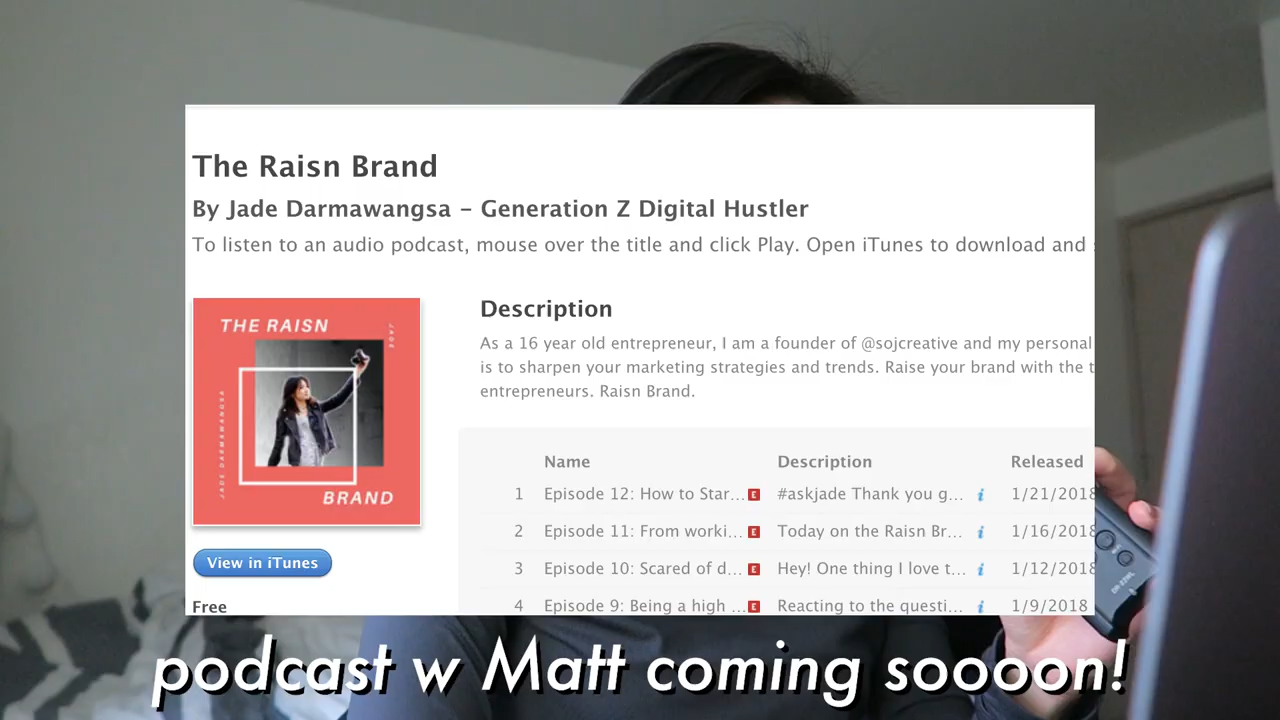 The Raisn Brand
By Jade Darmawangsa – Generation Z Digital Hustler
To listen to an audio podcast, mouse over the title and click Play. Open iTunes to download and
THE RAISN
JADE DARMAWANGSA
BRAND
View in iTunes
Free
Description
As a 16 year old entrepreneur, I am a founder of @sojcreative and my personal
is to sharpen your marketing strategies and trends. Raise your brand with the t
entrepreneurs. Raisn Brand.
Name Description Released
1 Episode 12: How to Star... E #askjade Thank you g... i 1/21/2018
2 Episode 11: From worki... E Today on the Raisn Br... i 1/16/2018
3 Episode 10: Scared of d... E Hey! One thing I love t... i 1/12/2018
4 Episode 9: Being a high ... E Reacting to the questi... i 1/9/2018
podcast w Matt coming soooon!